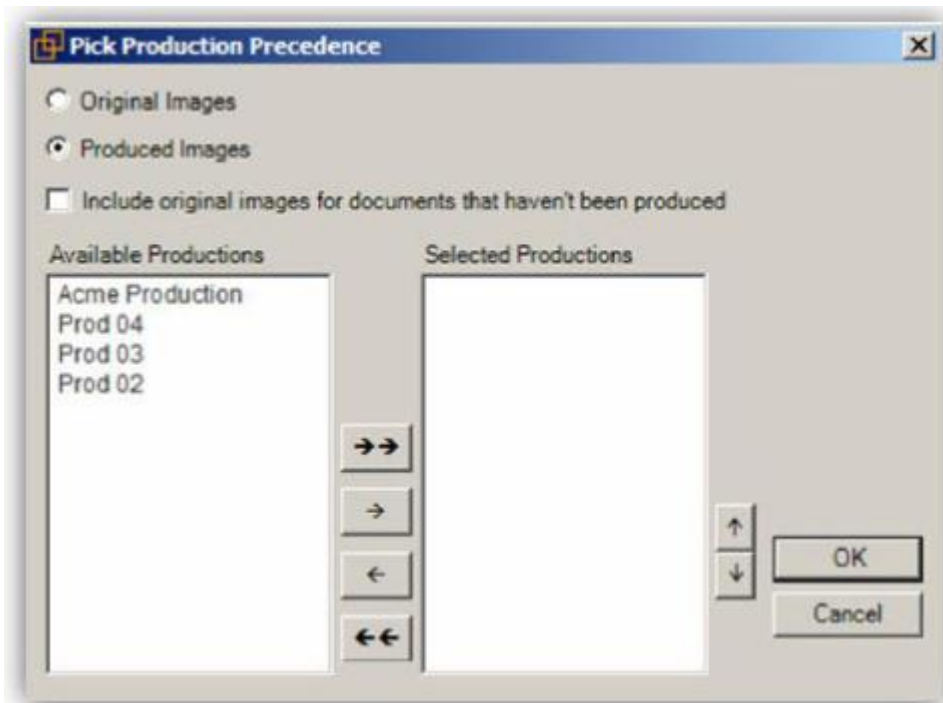 Pick Production Precedence
Original Images
Produced Images
Include original images for documents that haven't been produced
Available Productions
Selected Productions
Acme Production
Prod 04
Prod 03
Prod 02
OK
Cancel